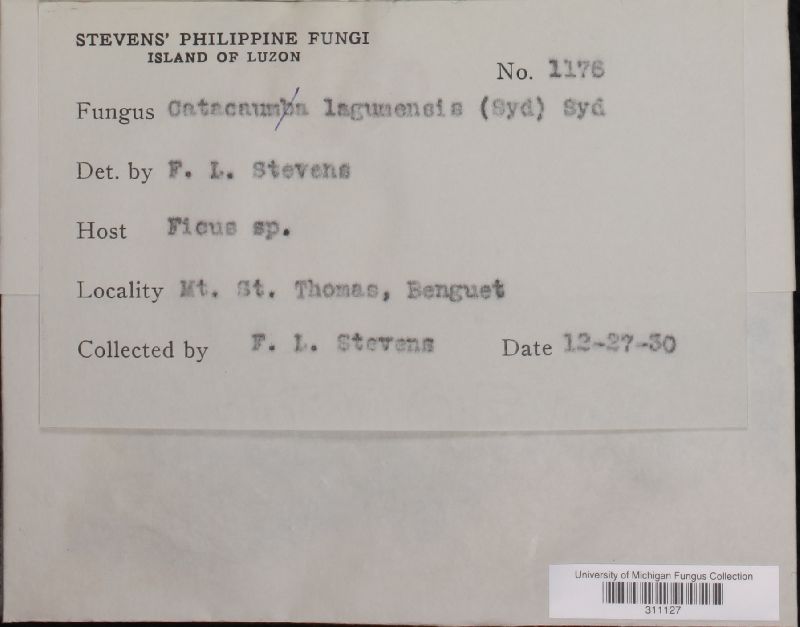 STEVENS' PHILIPPINE FUNGI
ISLAND OF LUZON
No. 1176
Fungus Catacaumba lagunensis (Syd) Syd
Det. by F. L. Stevens
Host Ficus sp.
Locality Mt. St. Thomas, Benguet
Collected by F. L. Stevens Date 12-27-30
University of Michigan Fungus Collection
311127